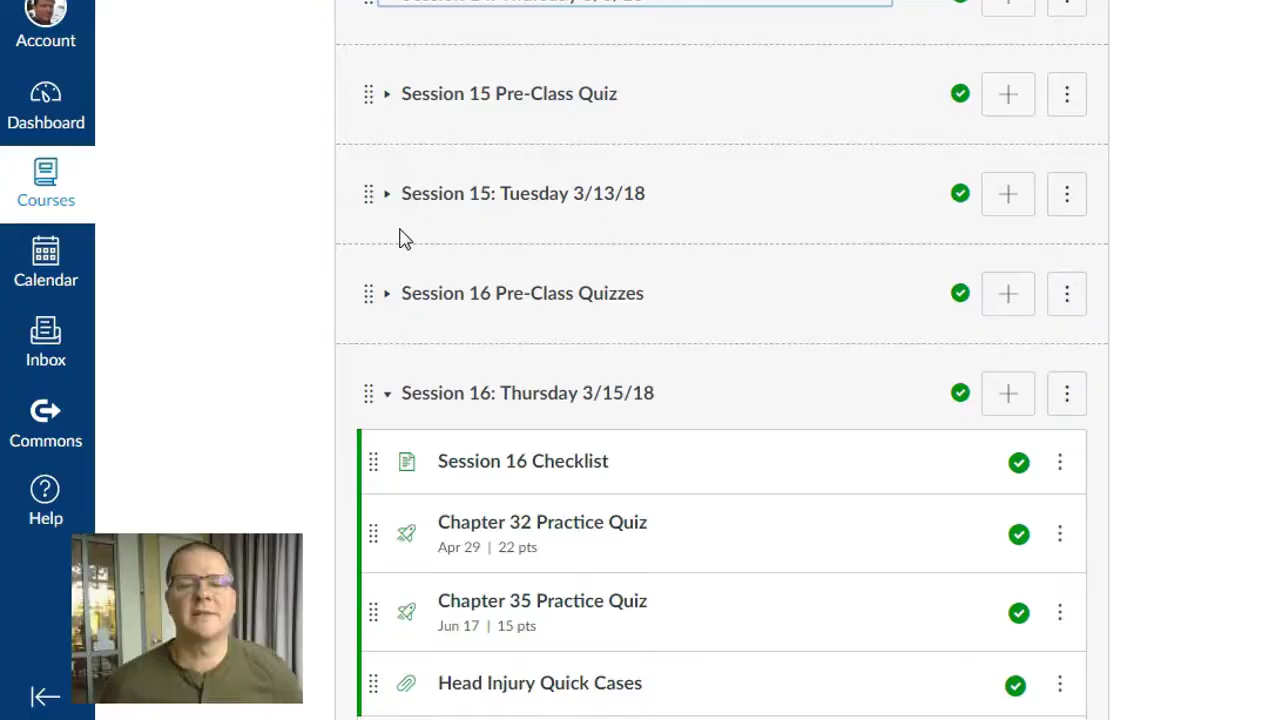 Account
Dashboard
Courses
Calendar
Inbox
Commons
Help
Session 15 Pre-Class Quiz
Session 15: Tuesday 3/13/18
Session 16 Pre-Class Quizzes
Session 16: Thursday 3/15/18
Session 16 Checklist
Chapter 32 Practice Quiz
Apr 29 | 22 pts
Chapter 35 Practice Quiz
Jun 17 | 15 pts
Head Injury Quick Cases